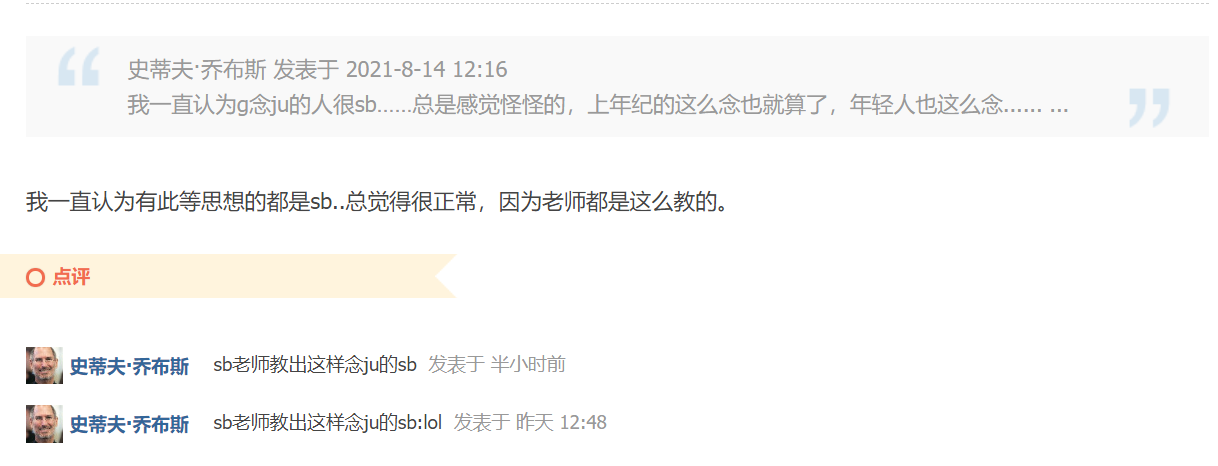 史蒂夫·乔布斯 发表于 2021-8-14 12:16
我一直认为g念ju的人很sb……总是感觉怪怪的，上年纪的这么念也就算了，年轻人也这么念…… ...
我一直认为有此等思想的都是sb..总觉得很正常，因为老师都是这么教的。
点评
史蒂夫·乔布斯 sb老师教出这样念ju的sb 发表于 半小时前
史蒂夫·乔布斯 sb老师教出这样念ju的sb:lol 发表于 昨天 12:48